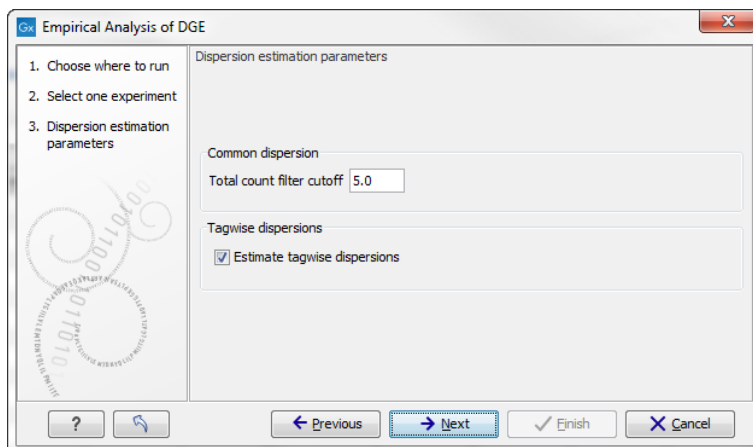 Gx Empirical Analysis of DGE
x
1. Choose where to run
2. Select one experiment
3. Dispersion estimation
parameters
Dispersion estimation parameters
Common dispersion
Total count filter cutoff 5.0
Tagwise dispersions
Estimate tagwise dispersions
? Previous Next Finish Cancel